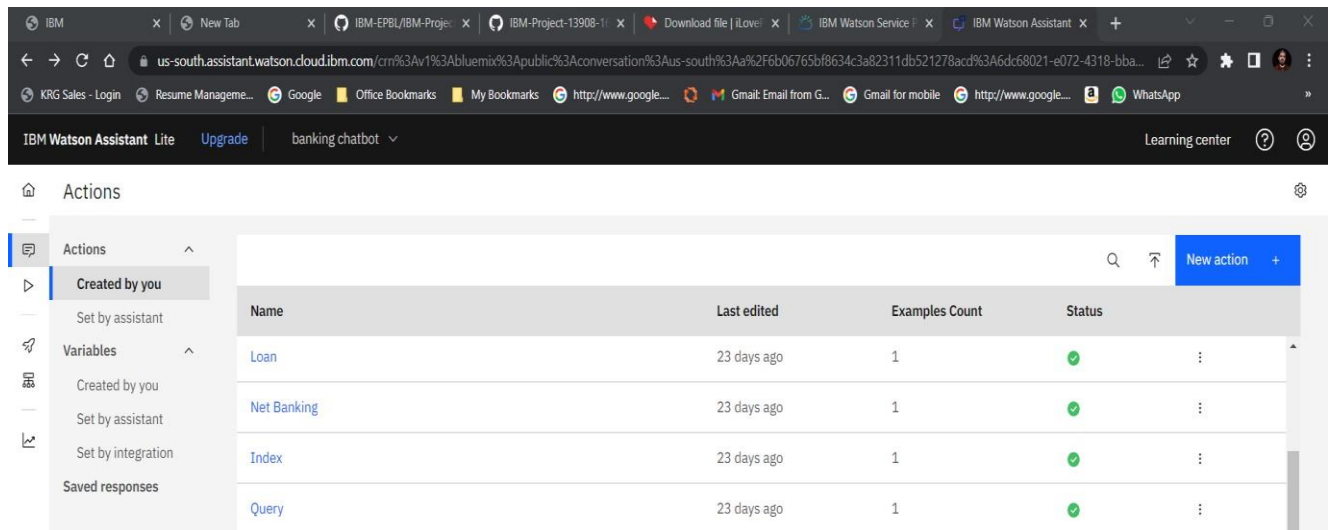 IBM New Tab IBM-EPBL/IBM-Projec IBM-Project-13908-16 Download file | iLoveP IBM Watson Service P IBM Watson Assistant
us-south.assistant.watson.cloud.ibm.com/crn%3Av1%3Abluemix%3Apublic%3Aconversation%3Aus-south%3Aa%2F6b06765bf8634c3a82311db521278acd%3A6dc68021-e072-4318-bba...
KRG Sales - Login Resume Manageme... Google Office Bookmarks My Bookmarks http://www.google.... Gmail: Email from G... Gmail for mobile http://www.google.... WhatsApp »
IBM Watson Assistant Lite Upgrade banking chatbot Learning center
Actions
Actions
New action +
Created by you
Set by assistant
Name Last edited Examples Count Status
Variables
Loan 23 days ago 1
Created by you
Net Banking 23 days ago 1
Set by assistant
Set by integration
Index 23 days ago 1
Saved responses
Query 23 days ago 1